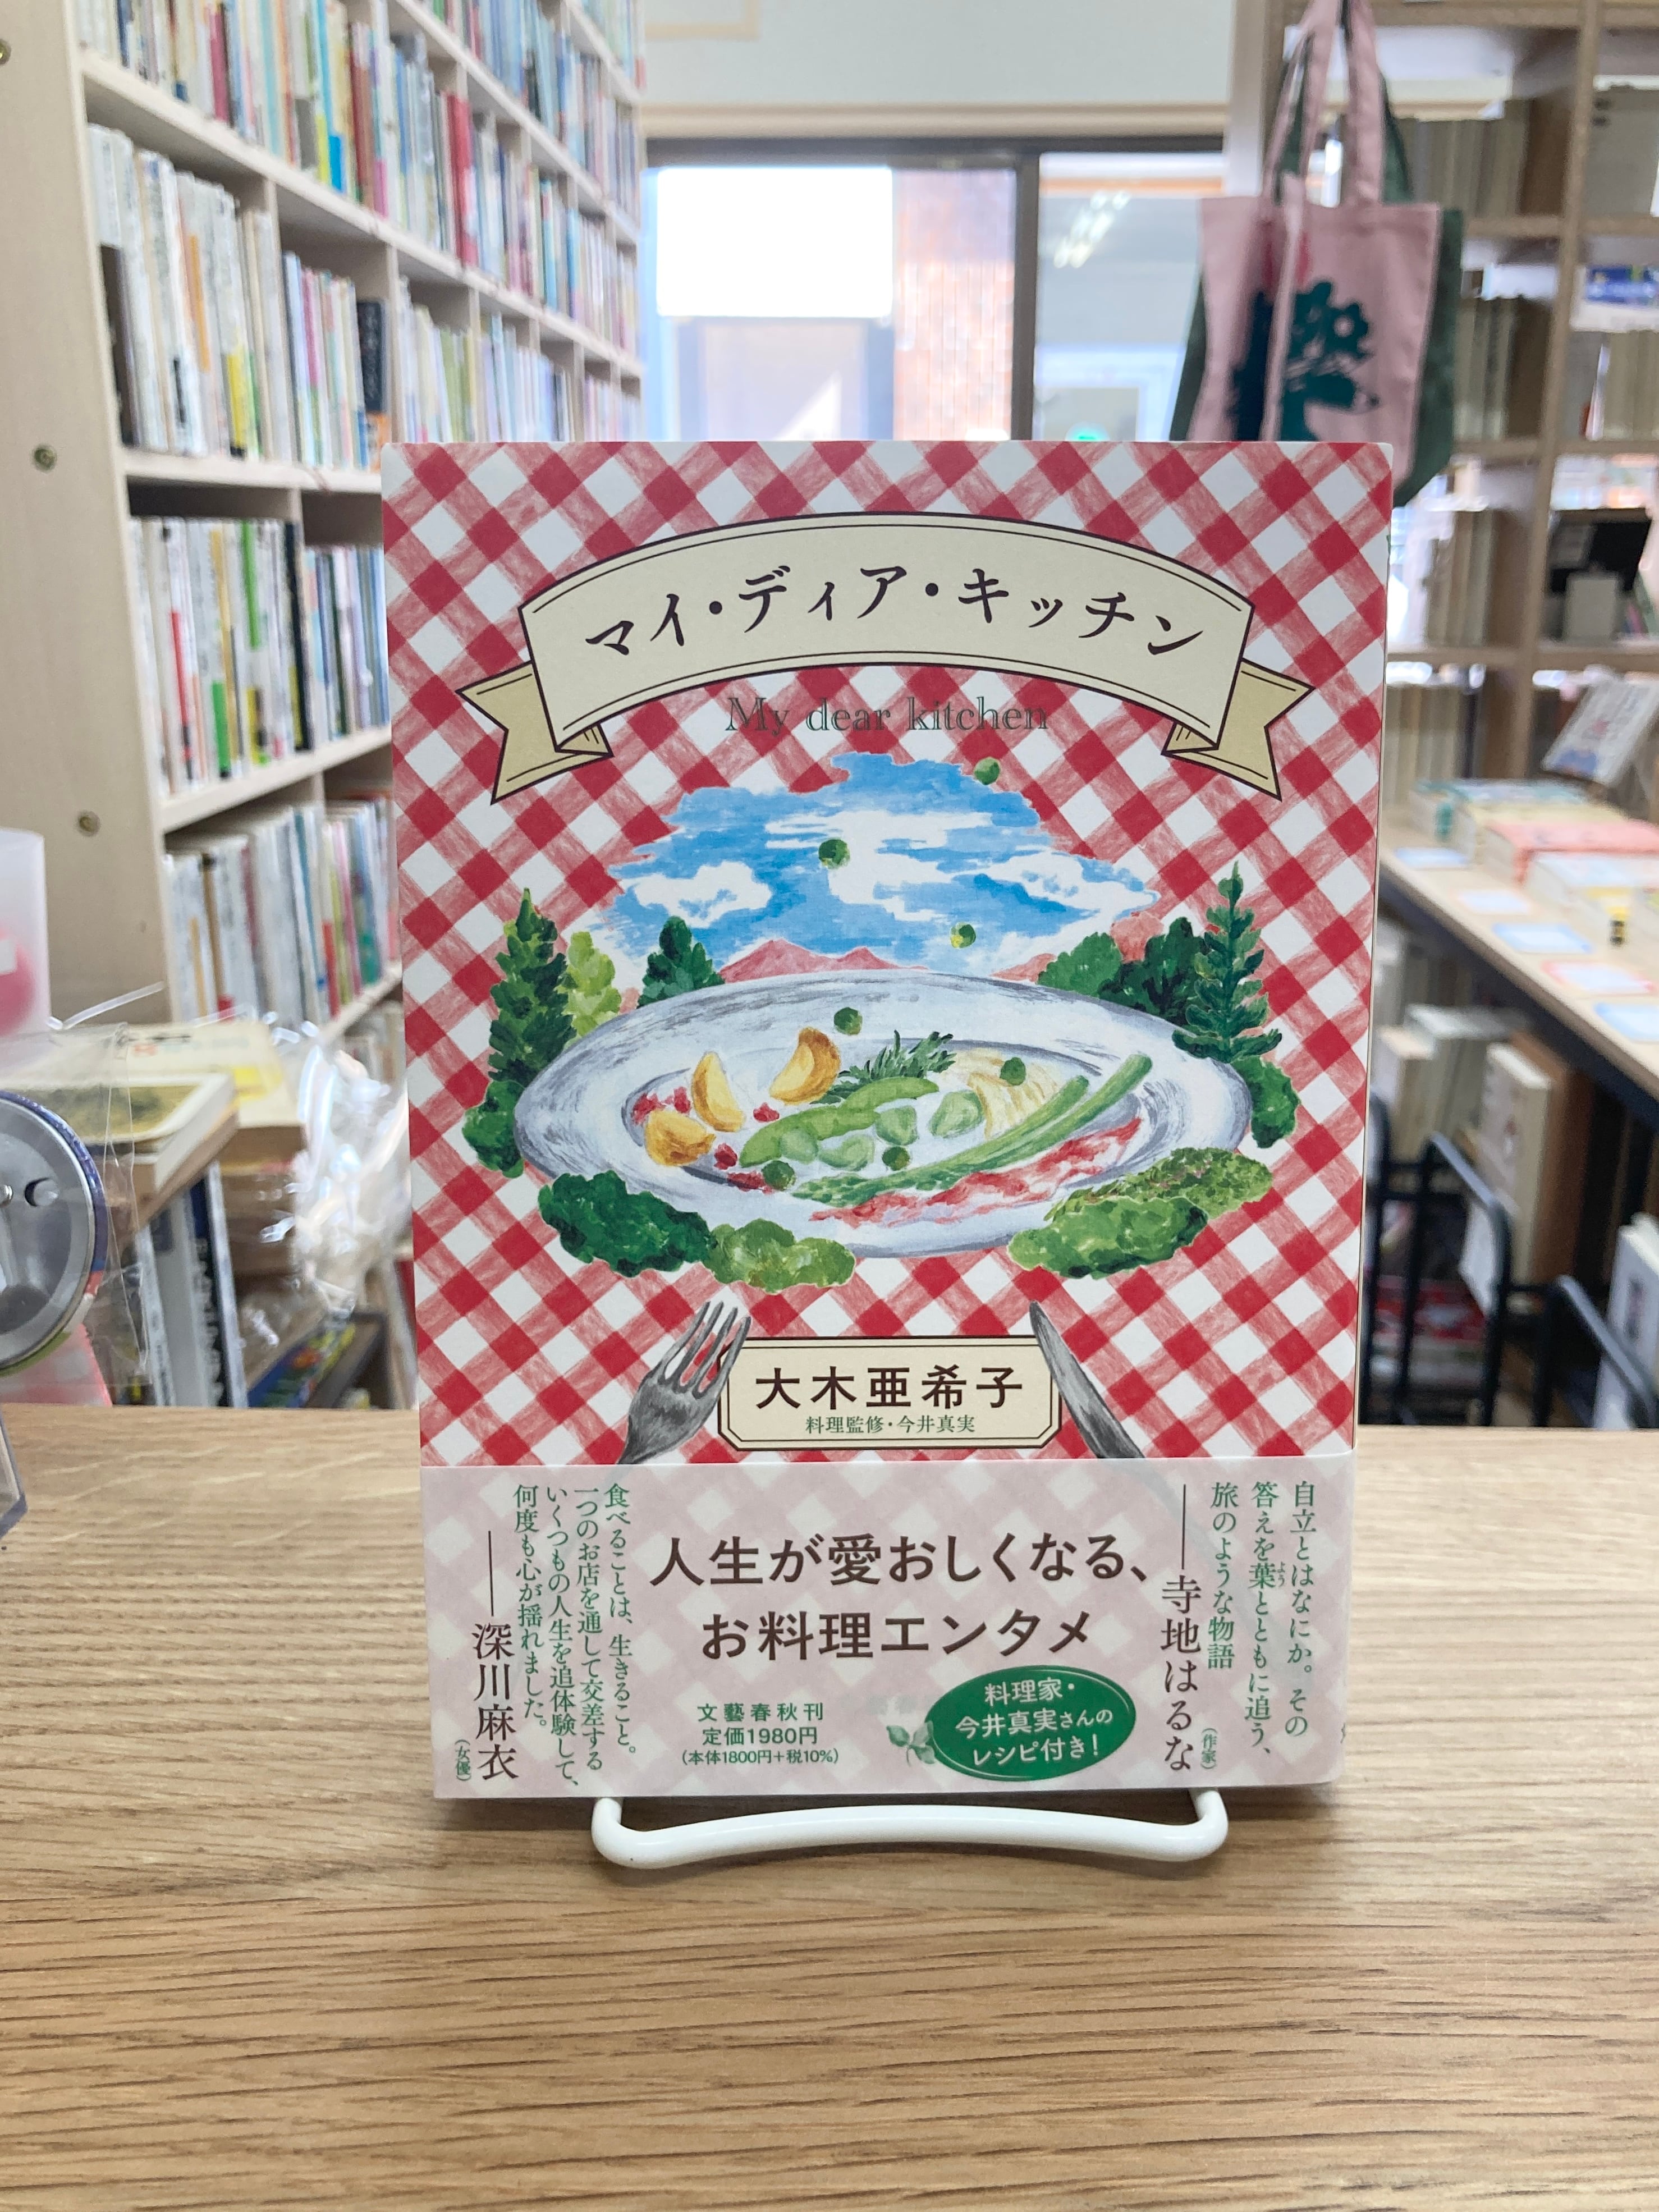 マイ・ディア・キッチン
My dear kitchen
大木亜希子
料理監修・今井真実
自立とはなにか。その
答えを葉とともに追う、
よう
旅のような物語
——寺地はるな
(作家)
人生が愛おしくなる、
お料理エンタメ
料理家・
今井真実さんの
レシピ付き!
文藝春秋刊
定価1980円
(本体1800円+税10%)
食べることは、生きること。
一つのお店を通して交差する
いくつもの人生を追体験して、
何度も心が揺れました。
——深川麻衣
(女優)